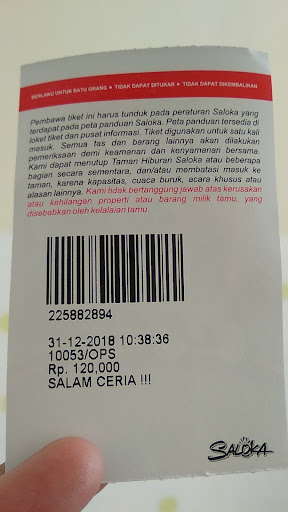 BERLAKU UNTUK SATU ORANG • TIDAK DAPAT DITUKAR • TIDAK DAPAT DIKEMBALIKAN
Pembawa tiket ini harus tunduk pada peraturan Saloka yang
terdapat pada peta panduan Saloka. Peta panduan tersedia di
loket tiket dan pusat informasi. Tiket digunakan untuk satu kali
masuk. Semua tas dan barang lainnya akan dilakukan
pemeriksaan demi keamanan dan kenyamanan bersama.
Kami dapat menutup Taman Hiburan Saloka atau beberapa
bagian secara sementara, dan/atau membatasi masuk ke
taman, karena kapasitas, cuaca buruk, acara khusus atau
alasan lainnya. Kami tidak bertanggung jawab atas kerusakan
atau kehilangan properti atau barang milik tamu, yang
disebabkan oleh kelalaian tamu.
225882894
31-12-2018 10:38:36
10053/OPS
Rp. 120,000
SALAM CERIA !!!
SALOKA